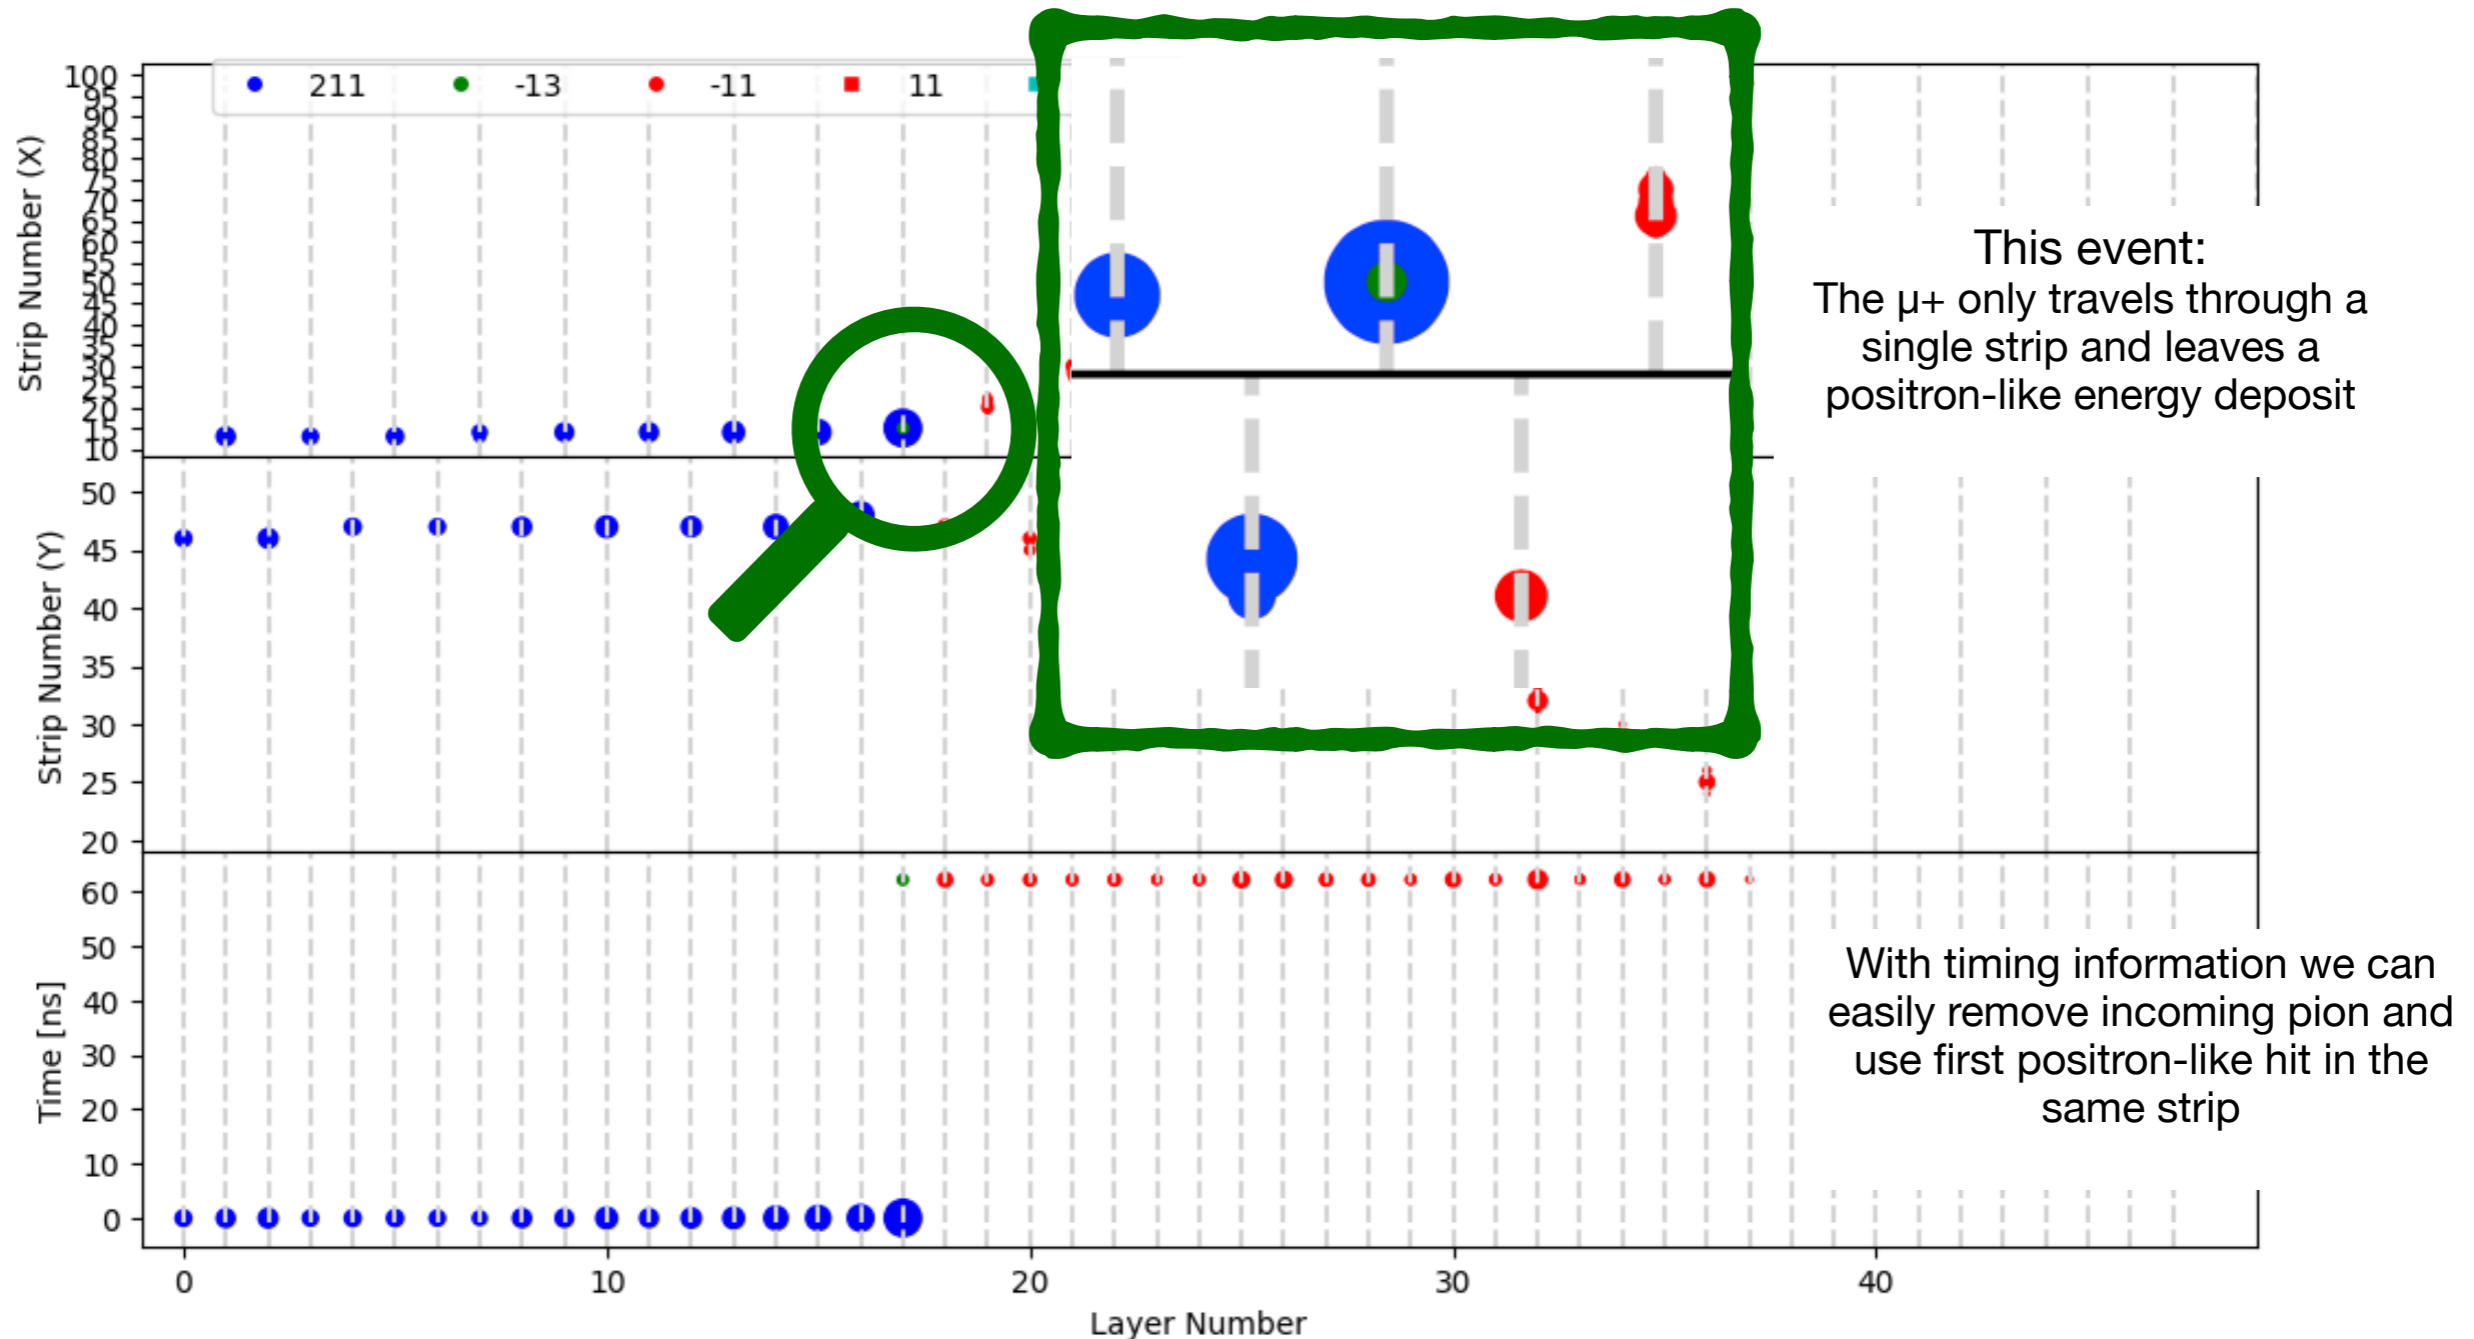 211 -13 -11 11
Strip Number (X)
100
95
90
85
80
75
70
65
60
55
50
45
40
35
30
25
20
15
10
This event:
The μ+ only travels through a
single strip and leaves a
positron-like energy deposit
Strip Number (Y)
50
45
40
35
30
25
20
Time [ns]
60
50
40
30
20
10
0
With timing information we can
easily remove incoming pion and
use first positron-like hit in the
same strip
0 10 20 30 40
Layer Number